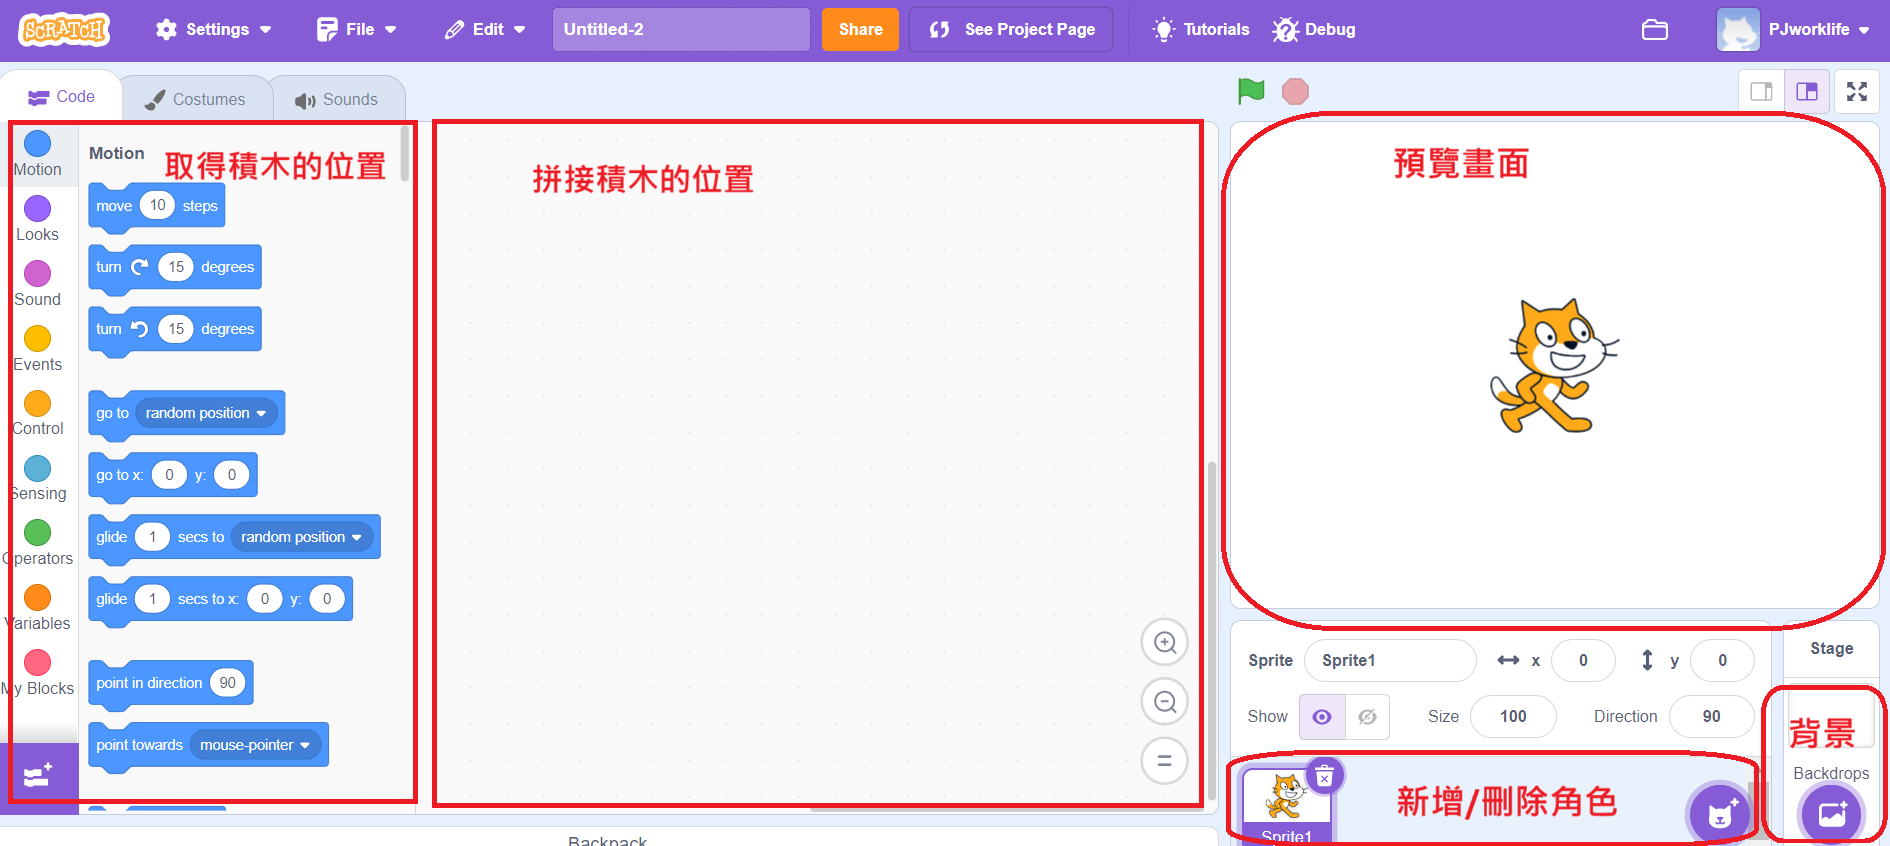 SCRATCH
Settings
File
Edit
Untitled-2
Share
See Project Page
Tutorials
Debug
PJworklife
Code
Costumes
Sounds
Motion
Looks
Sound
Events
Control
Sensing
Operators
Variables
My Blocks
Motion
取得積木的位置
move 10 steps
turn 15 degrees
turn 15 degrees
go to random position
go to x: 0 y: 0
glide 1 secs to random position
glide 1 secs to x: 0 y: 0
point in direction 90
point towards mouse-pointer
拼接積木的位置
Backpack
預覽畫面
Sprite Sprite1 x 0 y 0
Show Size 100 Direction 90
Sprite1
新增/刪除角色
Stage
背景
Backdrops